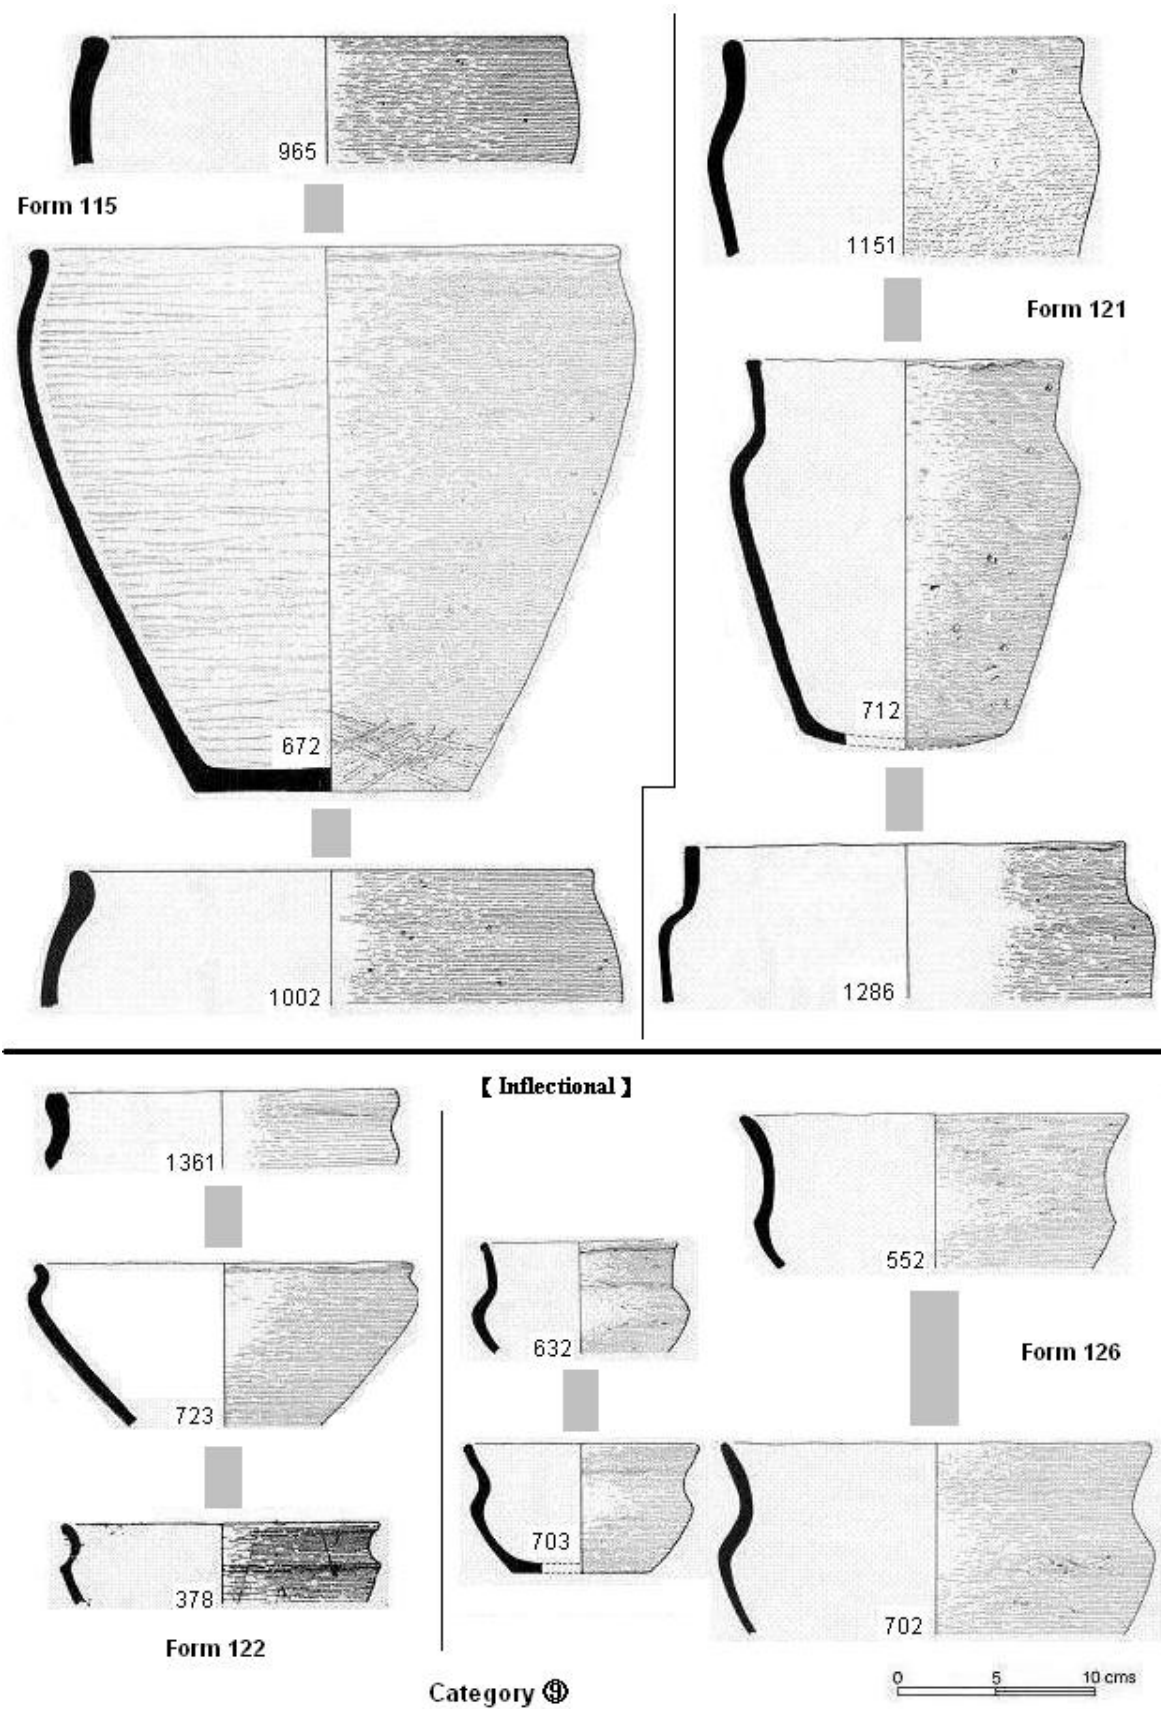 965
Form 115
672
1002
1151
Form 121
712
1286
【 Inflectional 】
1361
723
378
Form 122
632
703
552
Form 126
702
Category ⑨
0 5 10 cms